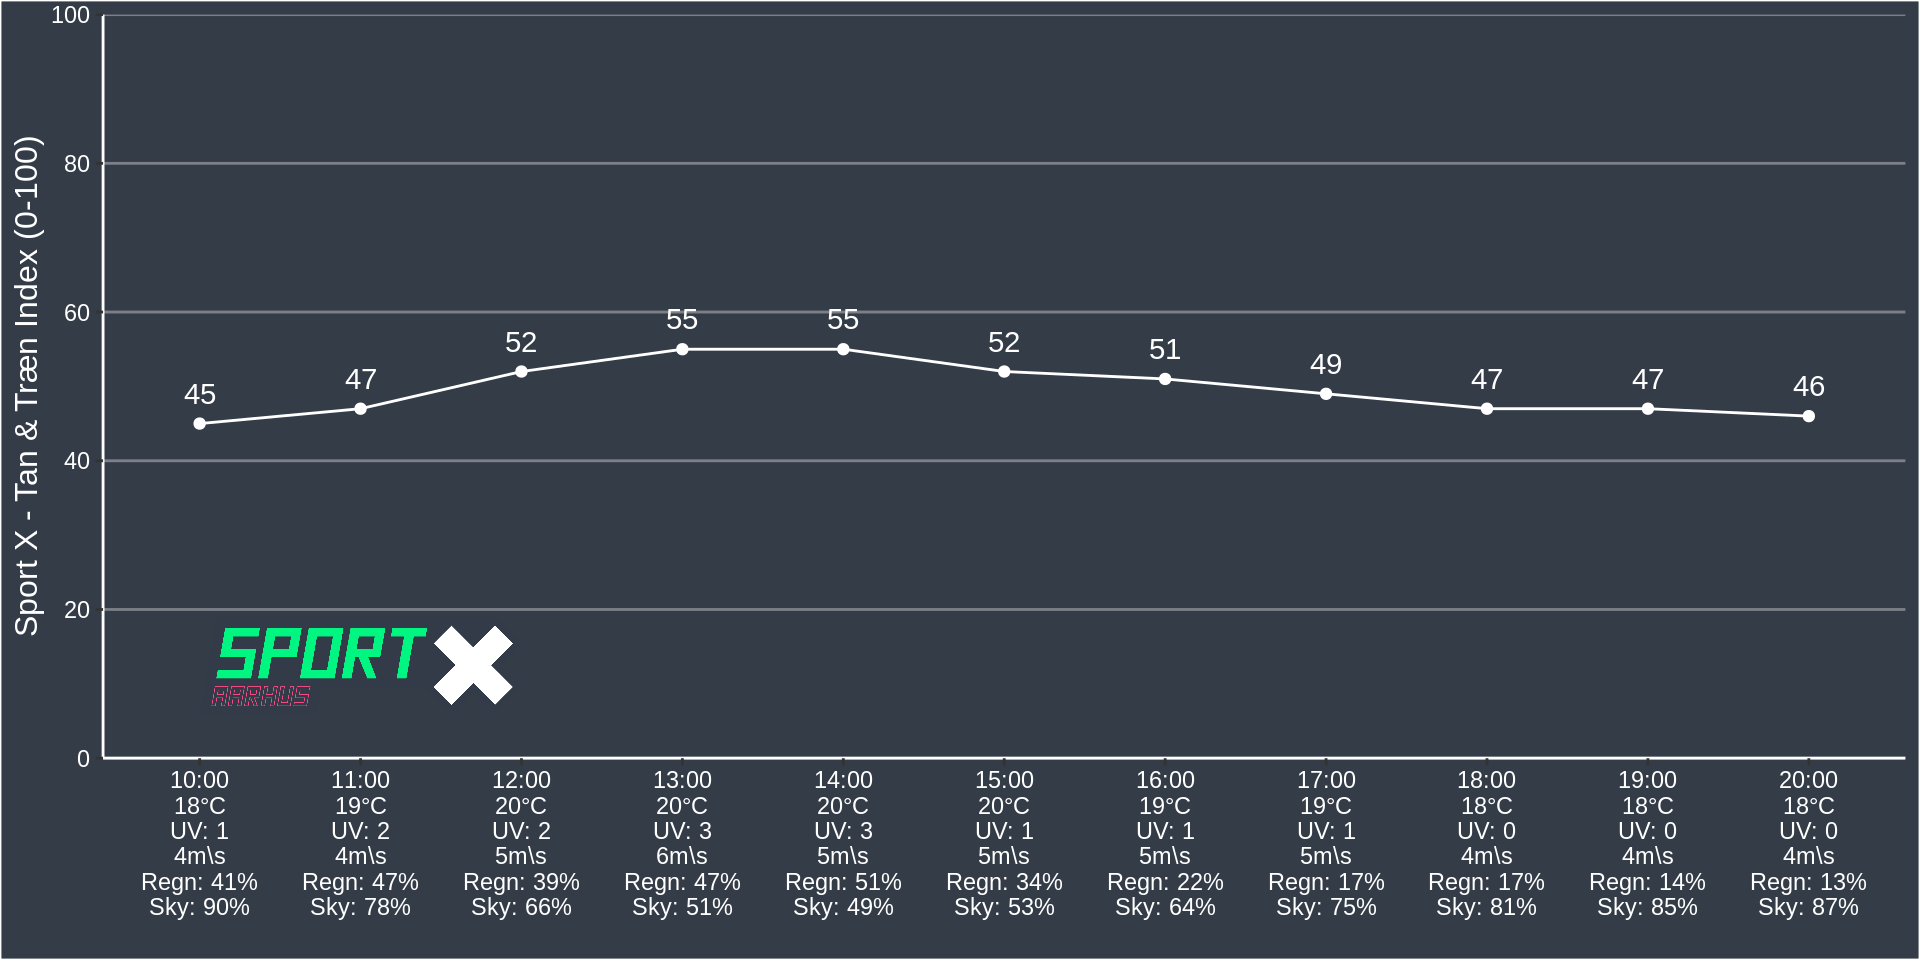 Sport X - Tan & Træn Index (0-100)
100
80
60
40
20
0
45
47
52
55
55
52
51
49
47
47
46
SPORT X
AARHUS
10:00 11:00 12:00 13:00 14:00 15:00 16:00 17:00 18:00 19:00 20:00
18°C 19°C 20°C 20°C 20°C 20°C 19°C 19°C 18°C 18°C 18°C
UV: 1 UV: 2 UV: 2 UV: 3 UV: 3 UV: 1 UV: 1 UV: 1 UV: 0 UV: 0 UV: 0
4m\s 4m\s 5m\s 6m\s 5m\s 5m\s 5m\s 5m\s 4m\s 4m\s 4m\s
Regn: 41% Regn: 47% Regn: 39% Regn: 47% Regn: 51% Regn: 34% Regn: 22% Regn: 17% Regn: 17% Regn: 14% Regn: 13%
Sky: 90% Sky: 78% Sky: 66% Sky: 51% Sky: 49% Sky: 53% Sky: 64% Sky: 75% Sky: 81% Sky: 85% Sky: 87%